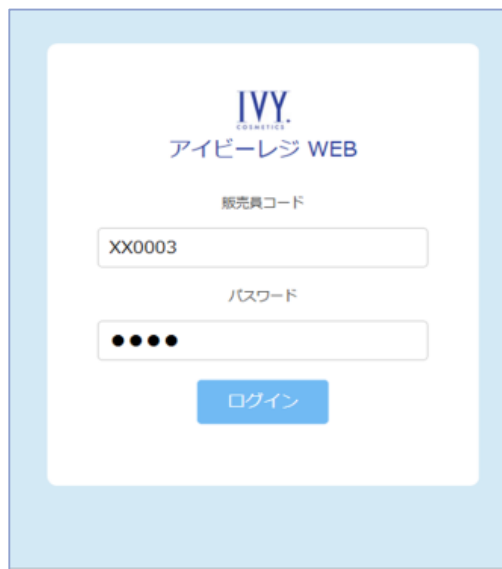 IVY.
COSMETICS
アイビーレジ WEB
販売員コード
XX0003
パスワード
●●●●
ログイン